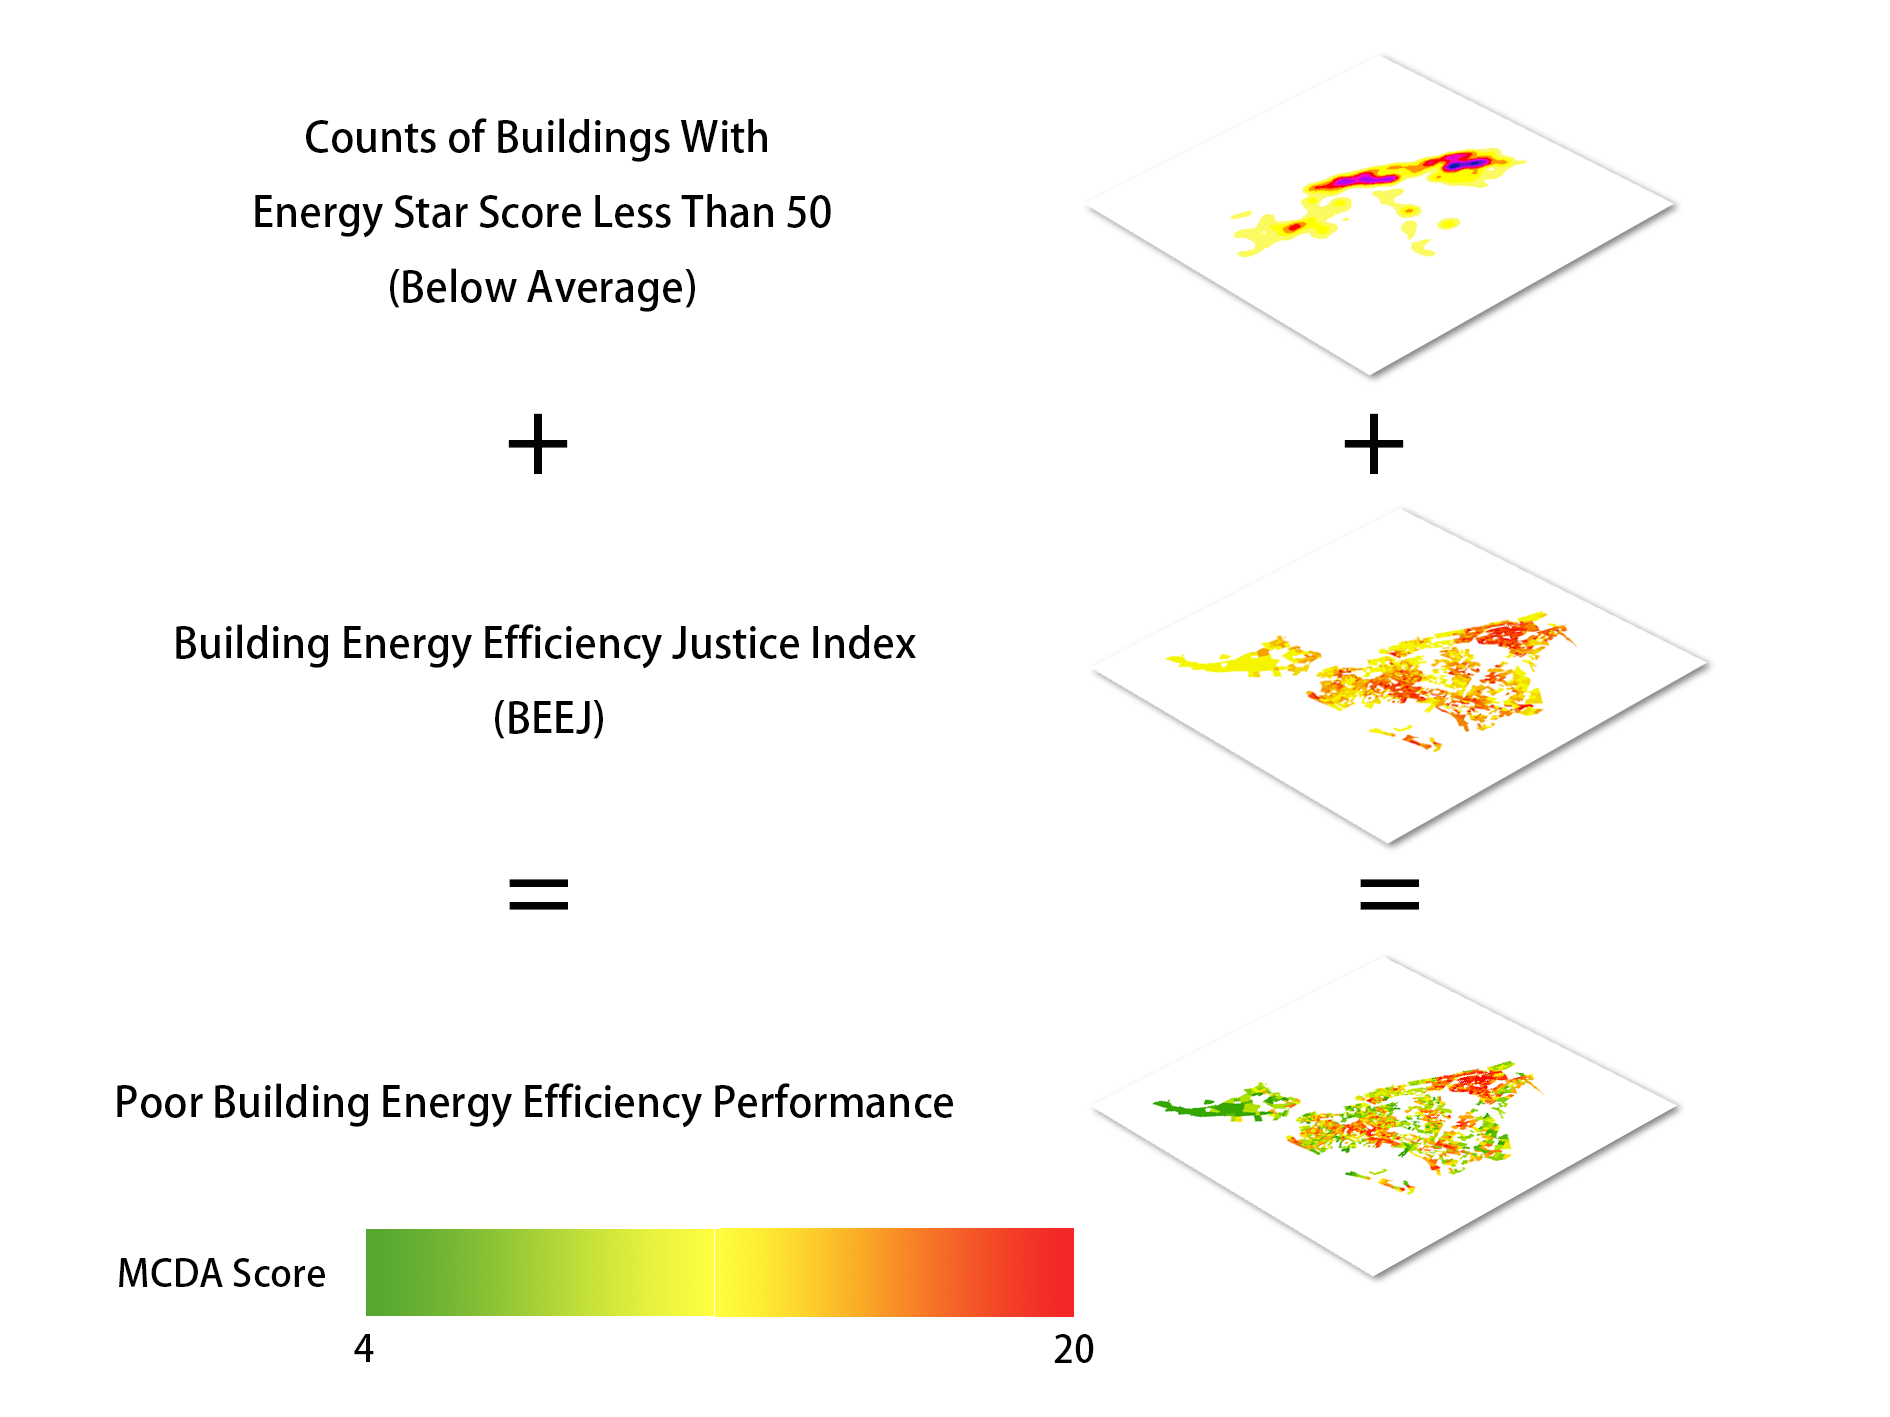 Counts of Buildings With
Energy Star Score Less Than 50
(Below Average)
+ +
Building Energy Efficiency Justice Index
(BEEJ)
= =
Poor Building Energy Efficiency Performance
MCDA Score
4 20